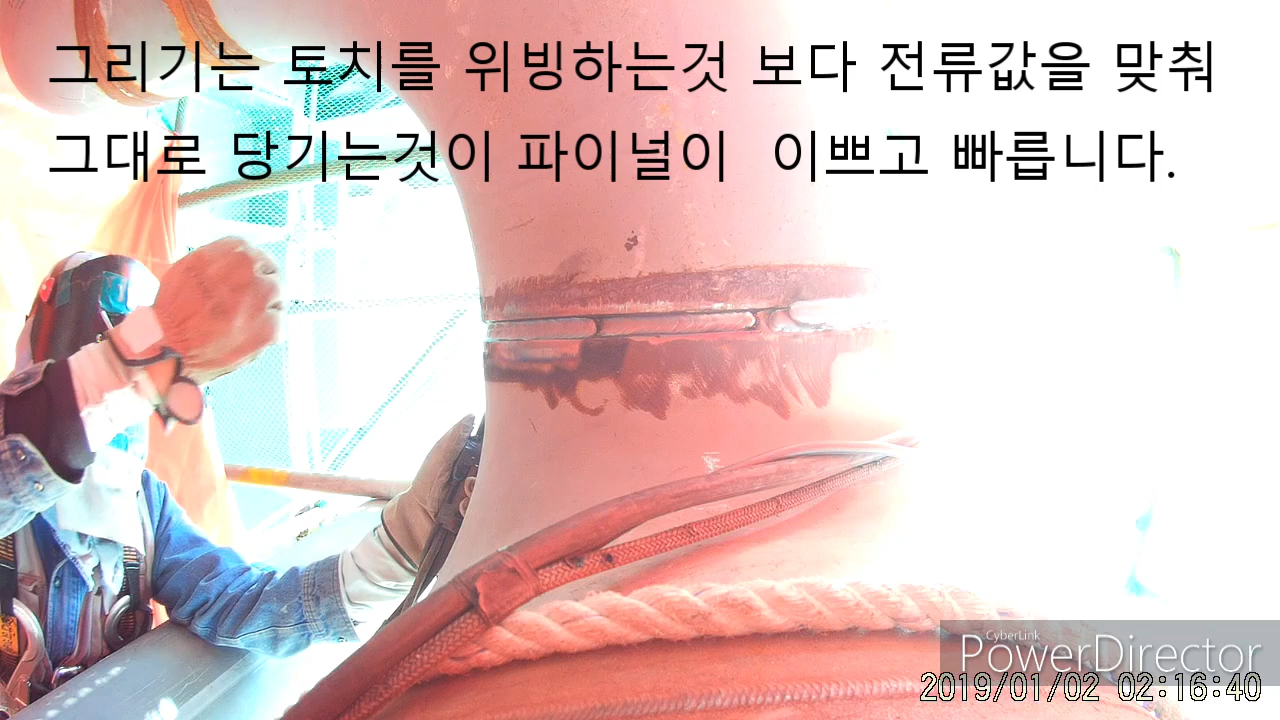 그리기는 토치를 위빙하는것 보다 전류값을 맞춰
그대로 당기는것이 파이널이 이쁘고 빠릅니다.
CyberLink
PowerDirector
2019/01/02 02:16:40